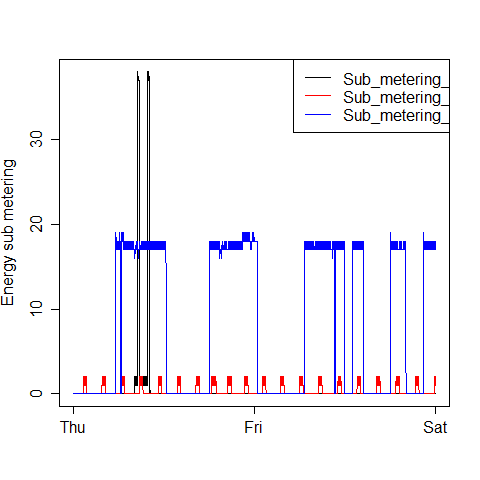 Sub_metering_
Sub_metering_
Sub_metering_
Energy sub metering
30
20
10
0
Thu Fri Sat